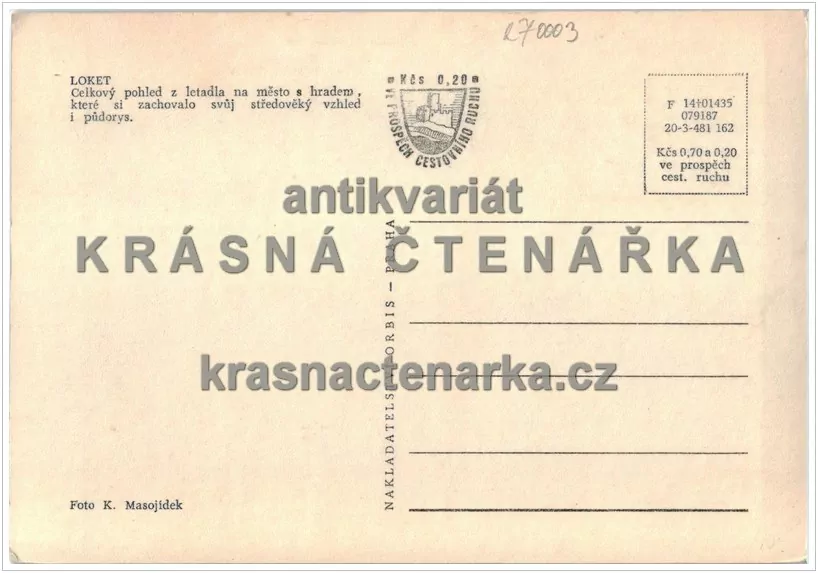 R70003
LOKET
Celkový pohled z letadla na město s hradem,
které si zachovalo svůj středověký vzhled
i půdorys.
Kčs 0,20
VE PROSPĚCH CESTOVNÍHO RUCHU
F 14101435
079187
20-3-481 162
Kčs 0,70 a 0,20
ve prospěch
cest. ruchu
antikvariát
KRÁSNÁ ČTENÁŘKA
krasnactenarka.cz
NAKLADATELSTVÍ ORBIS — PRAHA
Foto K. Masojídek